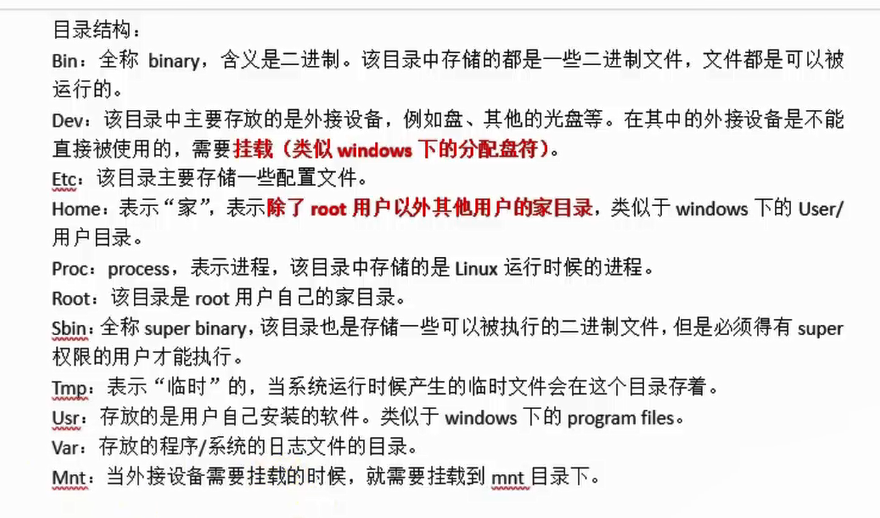 目录结构：
Bin：全称 binary，含义是二进制。该目录中存储的都是一些二进制文件，文件都是可以被
运行的。
Dev：该目录中主要存放的是外接设备，例如盘、其他的光盘等。在其中的外接设备是不能
直接被使用的，需要挂载（类似 windows 下的分配盘符）。
Etc：该目录主要存储一些配置文件。
Home：表示“家”，表示除了 root 用户以外其他用户的家目录，类似于 windows 下的 User/
用户目录。
Proc：process，表示进程，该目录中存储的是 Linux 运行时候的进程。
Root：该目录是 root 用户自己的家目录。
Sbin：全称 super binary，该目录也是存储一些可以被执行的二进制文件，但是必须得有 super
权限的用户才能执行。
Tmp：表示“临时”的，当系统运行时候产生的临时文件会在这个目录存着。
Usr：存放的是用户自己安装的软件。类似于 windows 下的 program files。
Var：存放的程序/系统的日志文件的目录。
Mnt：当外接设备需要挂载的时候，就需要挂载到 mnt 目录下。